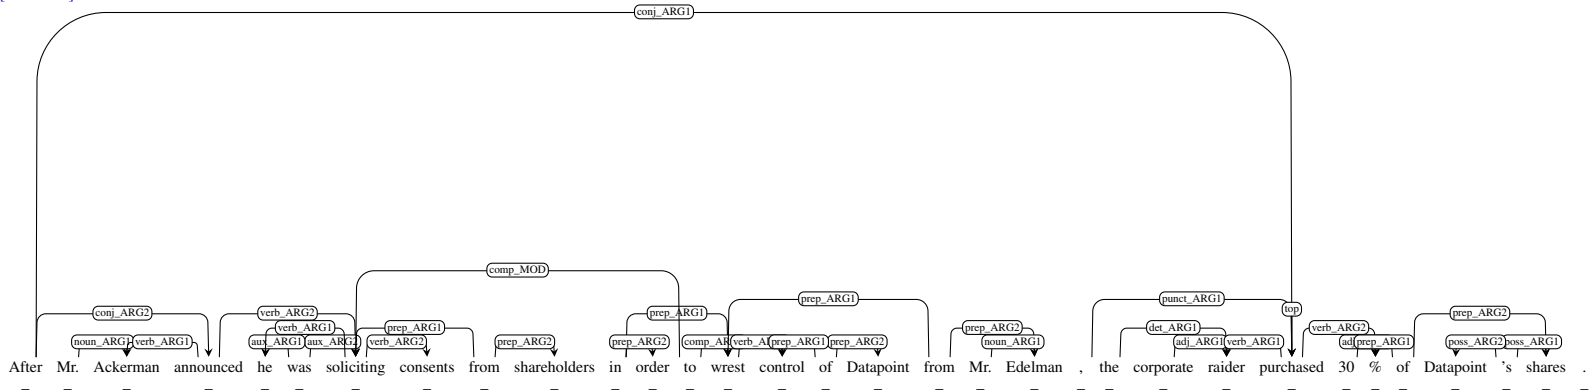 conj_ARG1
comp_MOD
prep_ARG1 punct_ARG1
conj_ARG2 verb_ARG2 prep_ARG1 top prep_ARG2
verb_ARG1 prep_ARG1 prep_ARG2 det_ARG1 verb_ARG2
noun_ARG1 verb_ARG1 aux_ARG1 aux_ARG2 verb_ARG2 prep_ARG2 prep_ARG2 prep_ARG1 prep_ARG2 noun_ARG1 adj_ARG1 verb_ARG1 prep_ARG1 poss_ARG2 poss_ARG1
After Mr. Ackerman announced he was soliciting consents from shareholders in order to wrest control of Datapoint from Mr. Edelman , the corporate raider purchased 30 % of Datapoint 's shares .